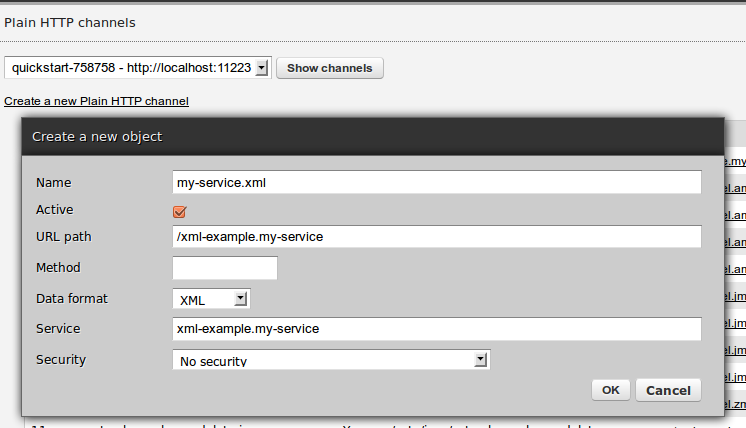 Plain HTTP channels
quickstart-758758 - http://localhost:11223
Show channels
Create a new Plain HTTP channel
Create a new object
Name
my-service.xml
Active
URL path
/xml-example.my-service
Method
Data format
XML
Service
xml-example.my-service
Security
No security
OK
Cancel